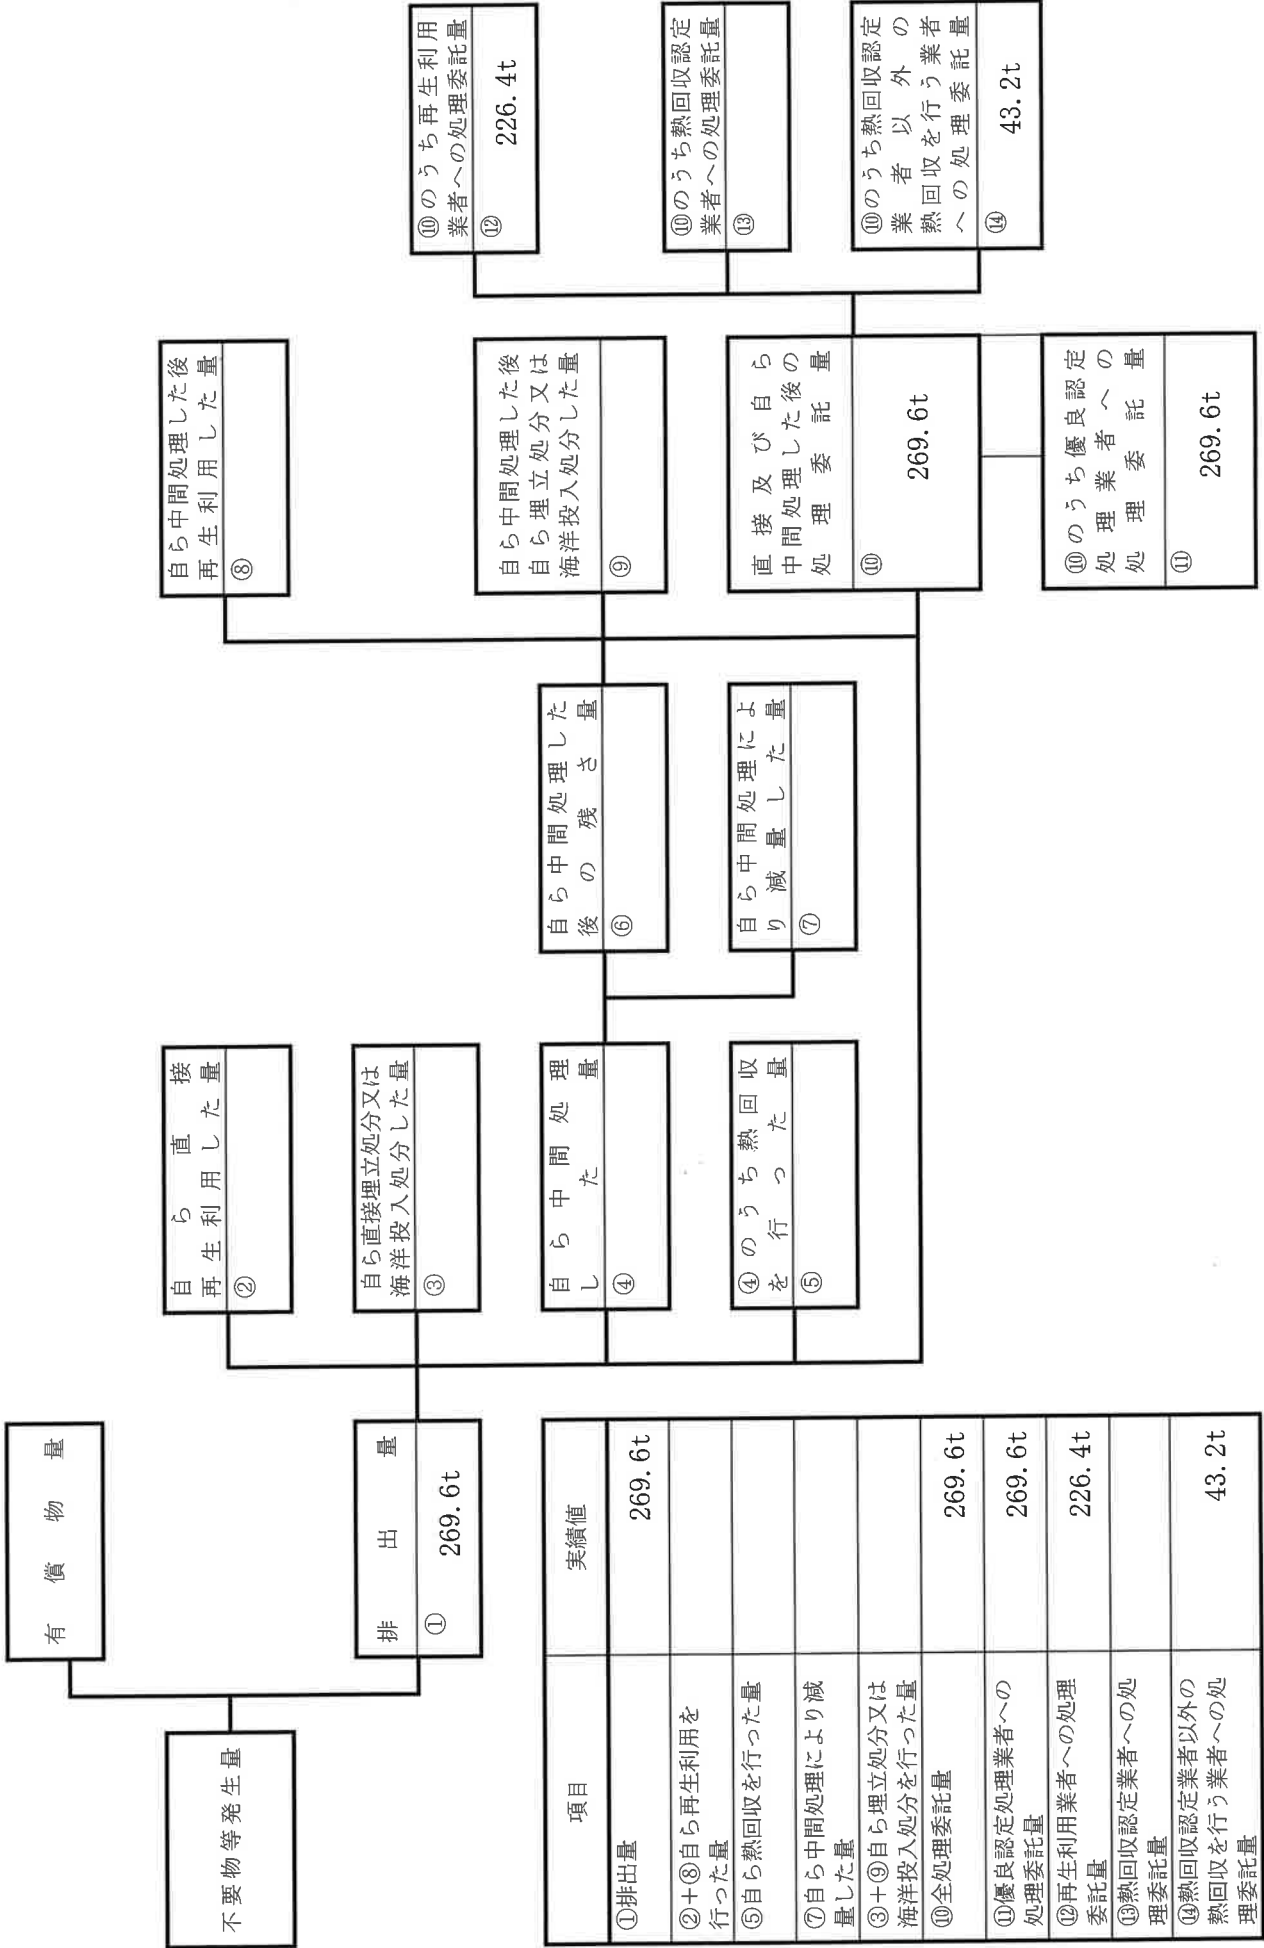 不要物等発生量
有償物量
排出量
① 269.6t
自ら直接
再生利用した量
②
自ら直接埋立処分又は
海洋投入処分した量
③
自ら中間処理
した量
④
④のうち熱回収
を行った量
⑤
自ら中間処理した
後の残さ量
⑥
自ら中間処理によ
り減量した量
⑦
自ら中間処理した後
再生利用した量
⑧
自ら中間処理した後
自ら埋立処分又は
海洋投入処分した量
⑨
直接及び自ら
中間処理した後の
処理委託量
⑩
269.6t
⑩のうち優良認定
処理業者への
処理委託量
⑪
269.6t
⑩のうち再生利用
業者への処理委託量
⑫ 226.4t
⑩のうち熱回収認定
業者への処理委託量
⑬
⑩のうち熱回収認定
業者以外の
熱回収を行う業者
への処理委託量
⑭ 43.2t
項目 実績値
①排出量 269.6t
②+⑧自ら再生利用を
行った量
⑤自ら熱回収を行った量
⑦自ら中間処理により減
量した量
③+⑨自ら埋立処分又は
海洋投入処分を行った量
⑩全処理委託量 269.6t
⑪優良認定処理業者への
処理委託量 269.6t
⑫再生利用業者への処理
委託量 226.4t
⑬熱回収認定業者への処
理委託量
⑭熱回収認定業者以外の
熱回収を行う業者への処
理委託量 43.2t